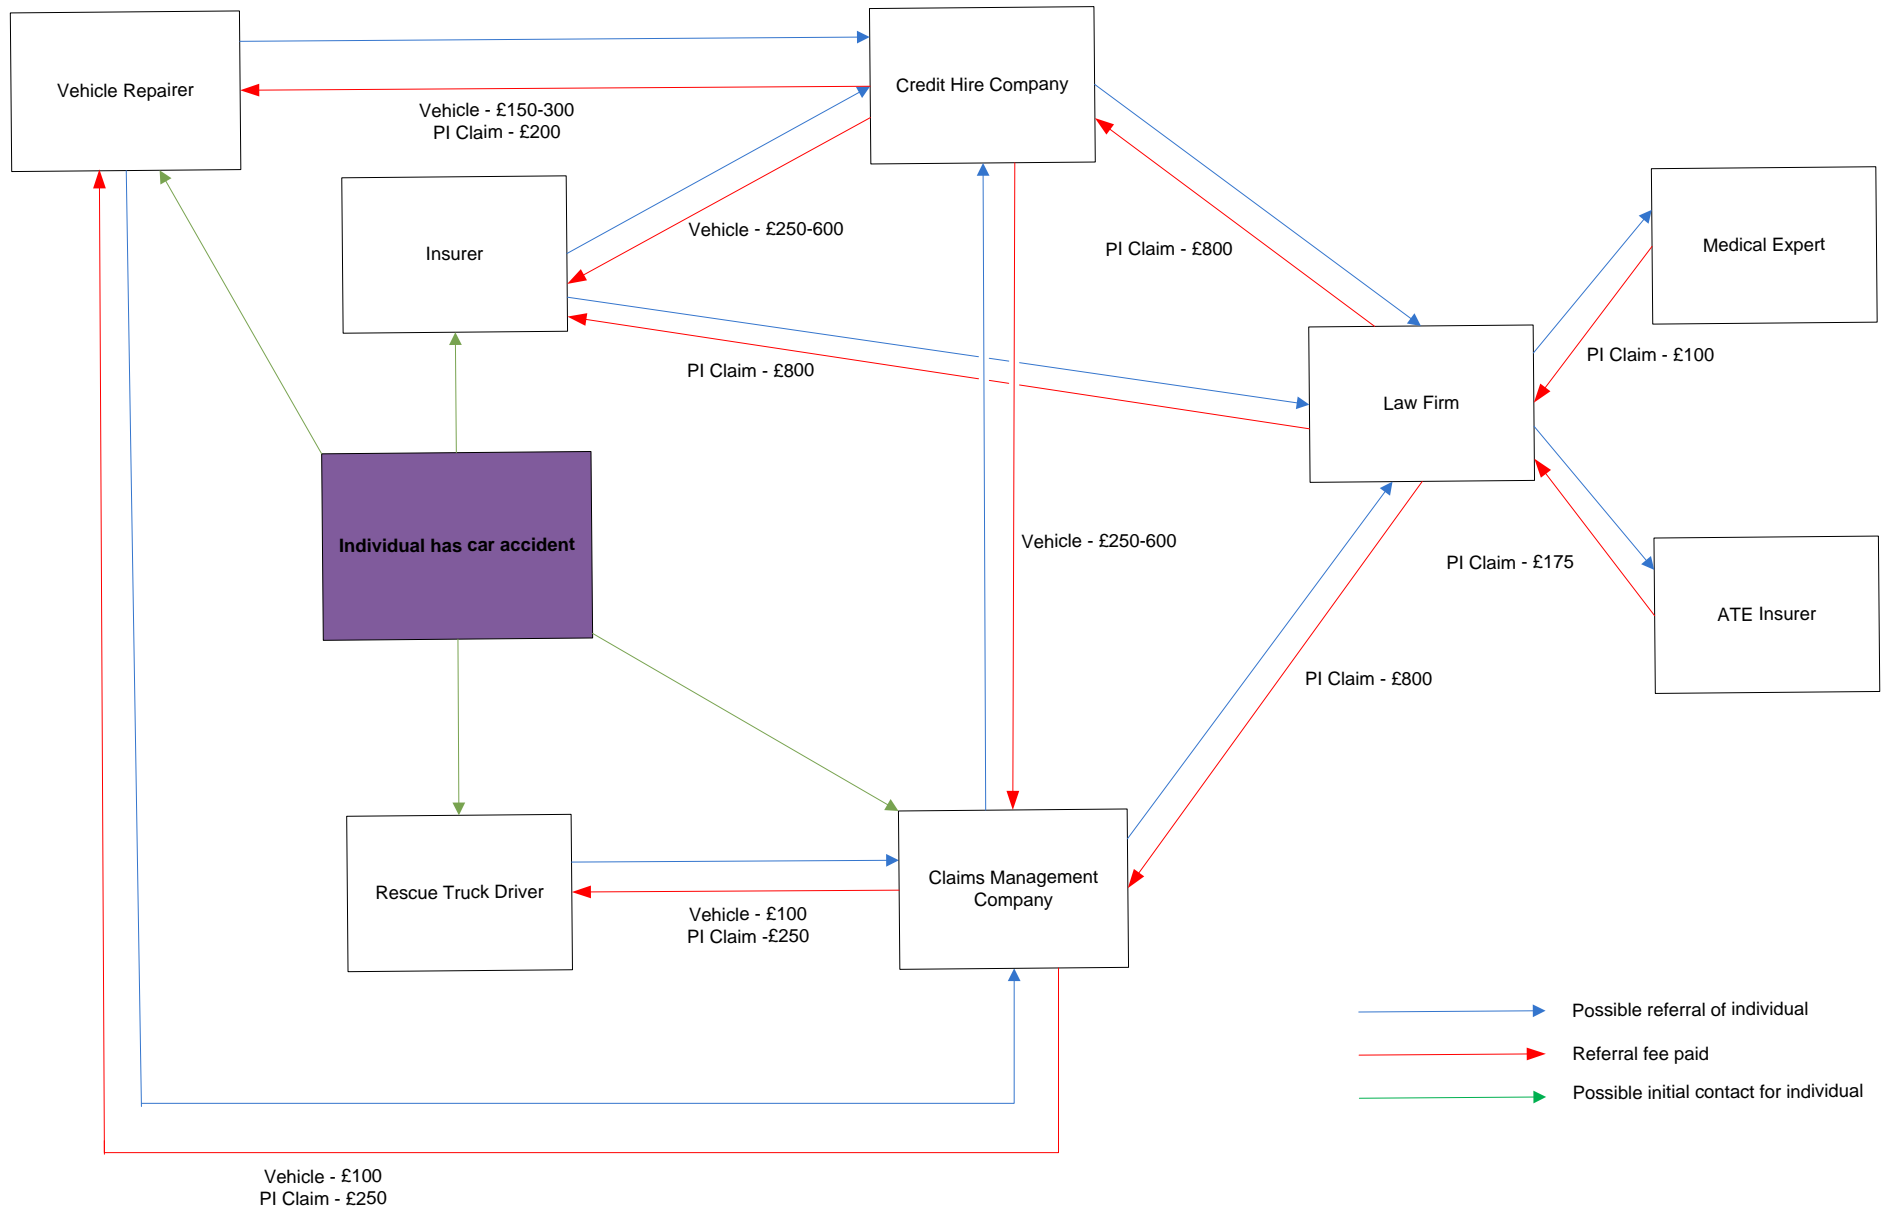 Vehicle Repairer
Credit Hire Company
Vehicle - £150-300
PI Claim - £200
Insurer
Vehicle - £250-600
PI Claim - £800
Medical Expert
PI Claim - £800
PI Claim - £100
Law Firm
Individual has car accident
Vehicle - £250-600
PI Claim - £175
ATE Insurer
PI Claim - £800
Rescue Truck Driver
Vehicle - £100
PI Claim -£250
Claims Management
Company
Possible referral of individual
Referral fee paid
Possible initial contact for individual
Vehicle - £100
PI Claim - £250